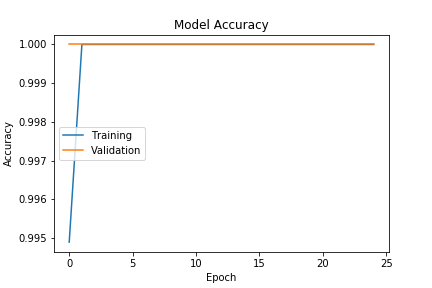 Model Accuracy
1.000
0.999
0.998
0.997
0.996
0.995
Accuracy
Training
Validation
0 5 10 15 20 25
Epoch